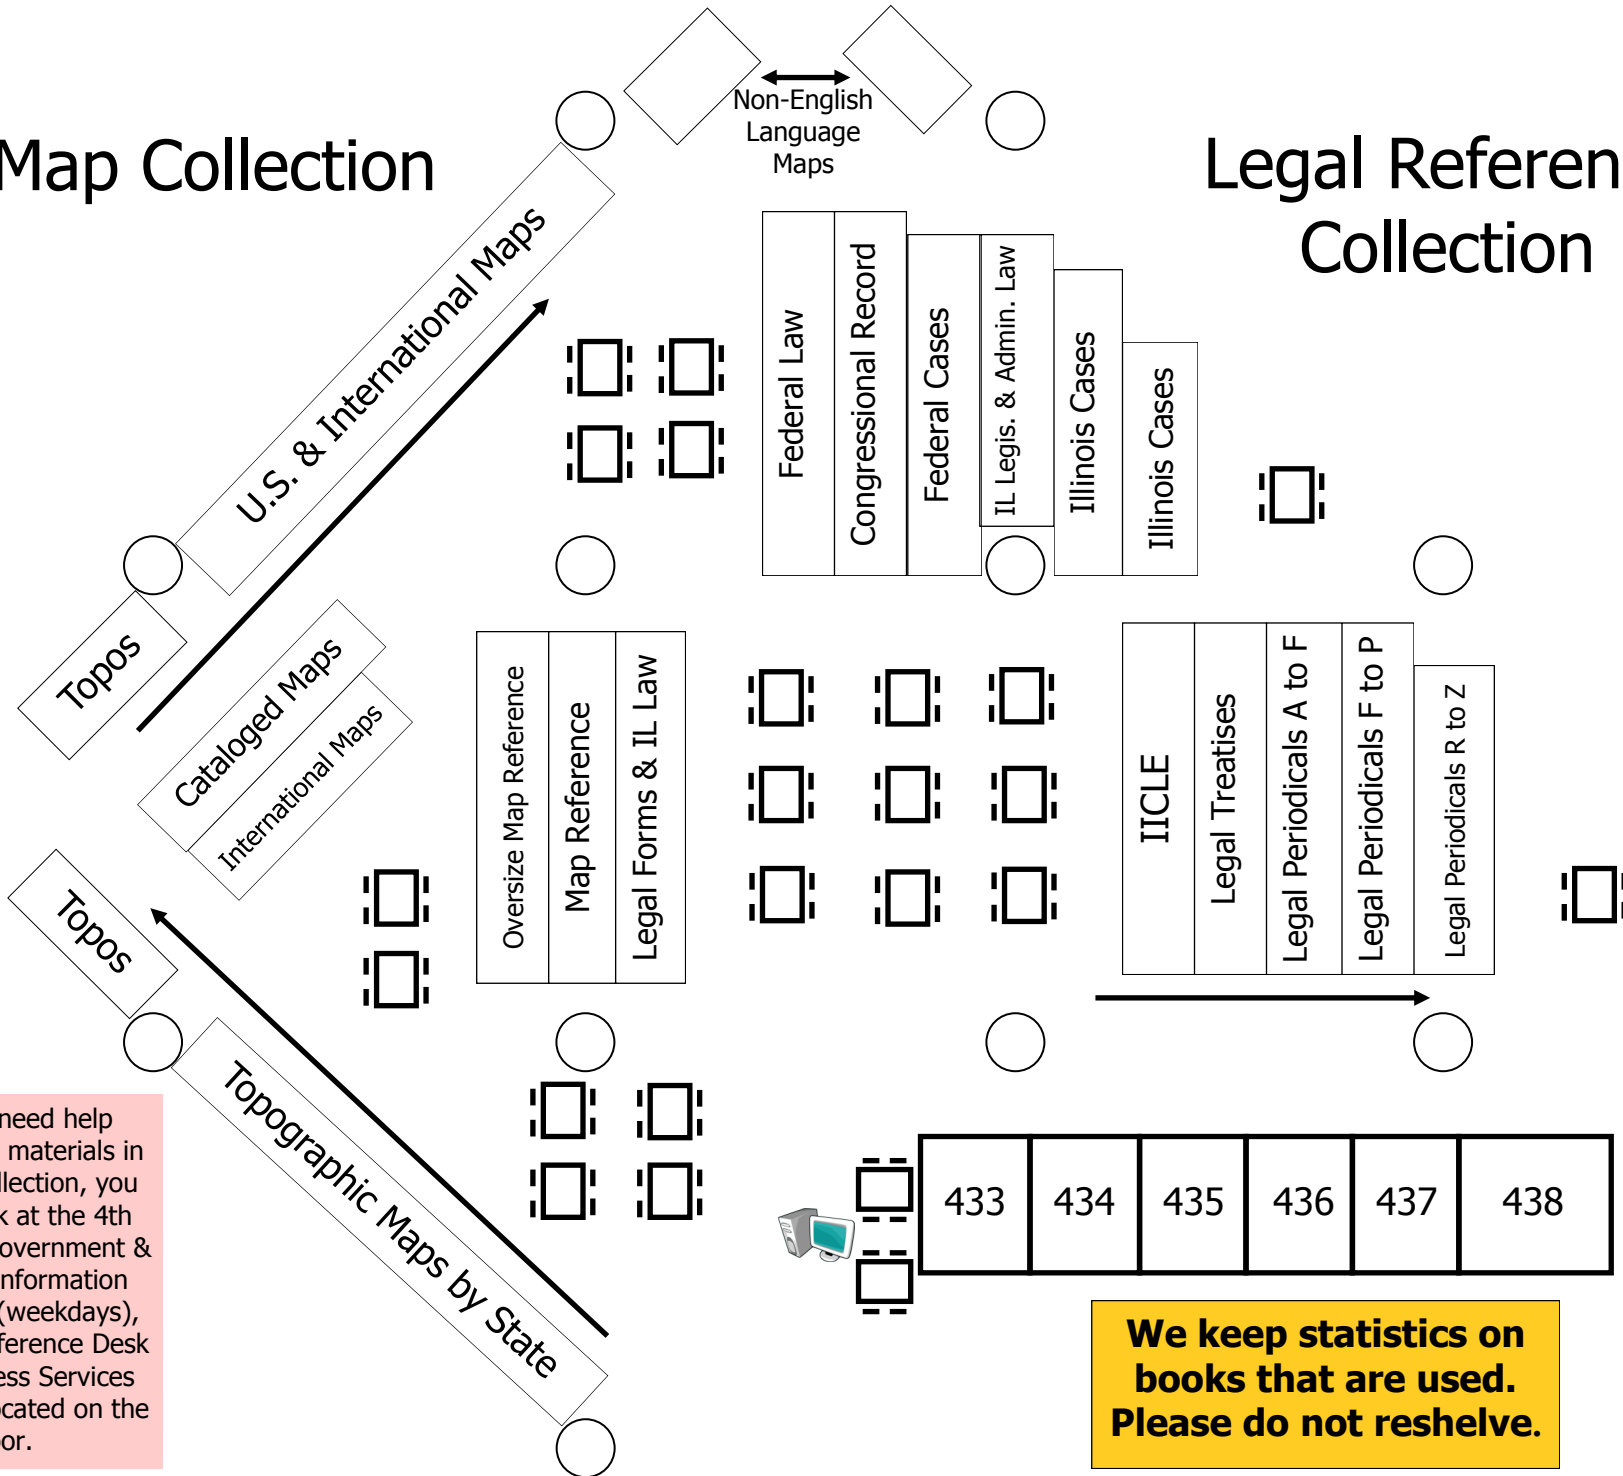 Map Collection
Non-English
Language
Maps
Legal Referen
Collection
U.S. & International Maps
Federal Law
Congressional Record
Federal Cases
IL Legis. & Admin. Law
Illinois Cases
Illinois Cases
Topos
Cataloged Maps
International Maps
Oversize Map Reference
Map Reference
Legal Forms & IL Law
IICLE
Legal Treatises
Legal Periodicals A to F
Legal Periodicals F to P
Legal Periodicals R to Z
Topos
Topographic Maps by State
need help
materials in
llection, you
k at the 4th
overnment &
nformation
(weekdays),
ference Desk
ess Services
ocated on the
oor.
433 434 435 436 437 438
We keep statistics on
books that are used.
Please do not reshelve.